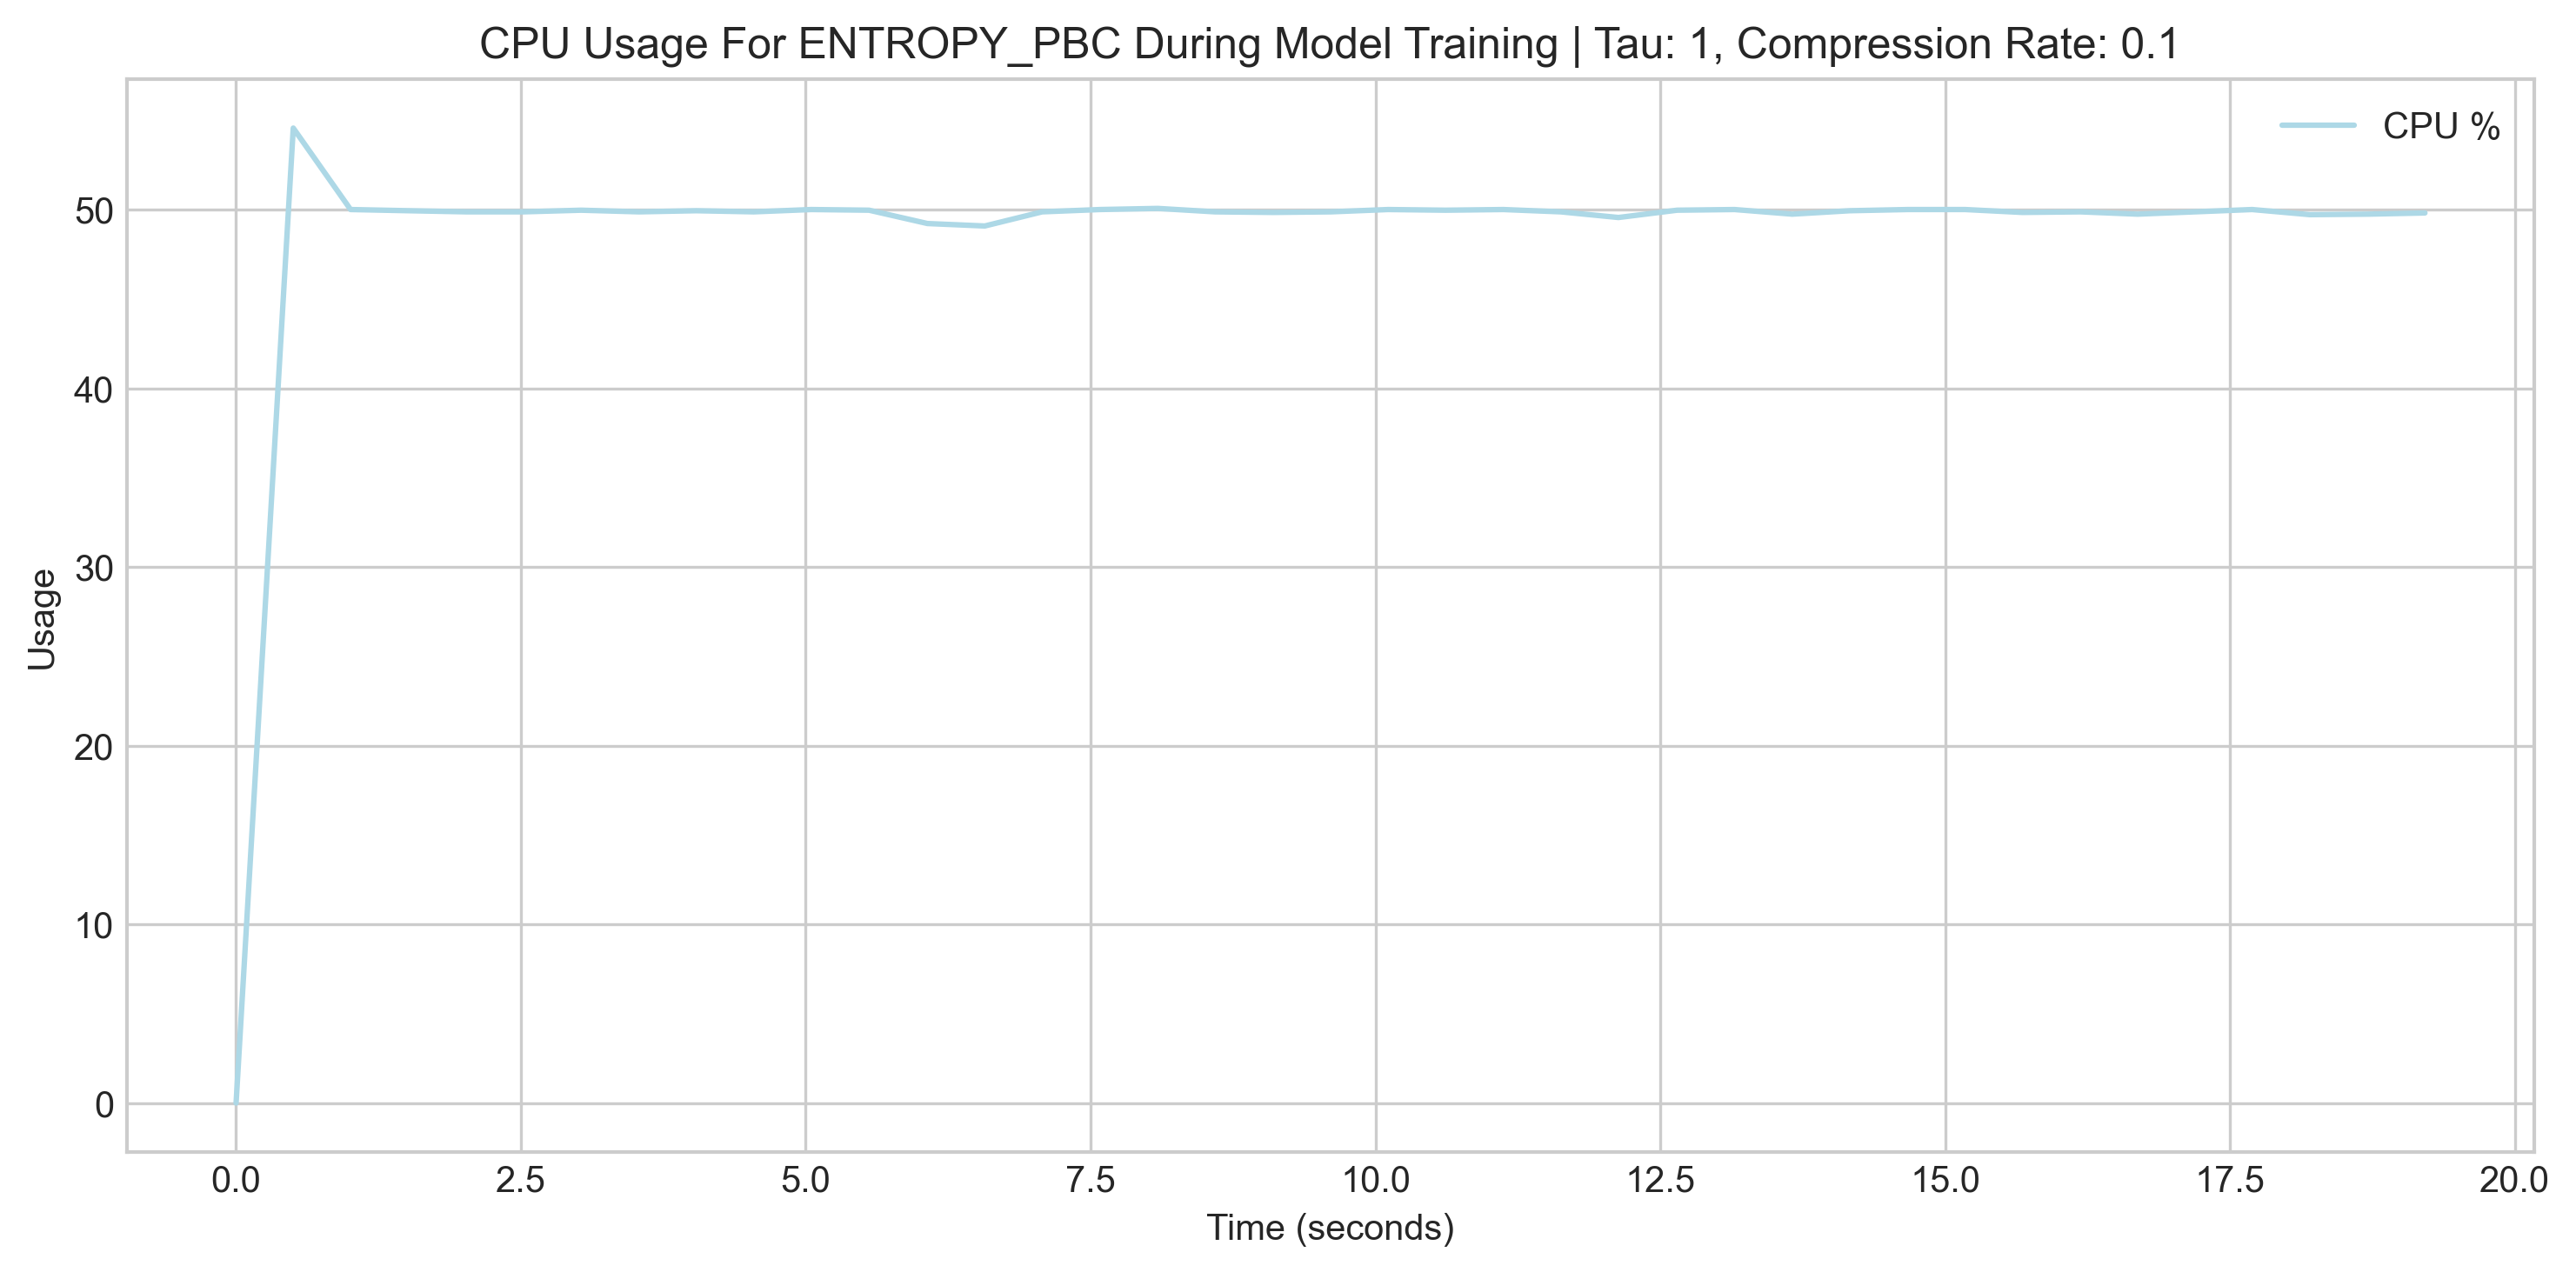 CPU Usage For ENTROPY_PBC During Model Training | Tau: 1, Compression Rate: 0.1
CPU %
50
40
30
20
10
0
Usage
0.0 2.5 5.0 7.5 10.0 12.5 15.0 17.5 20.0
Time (seconds)